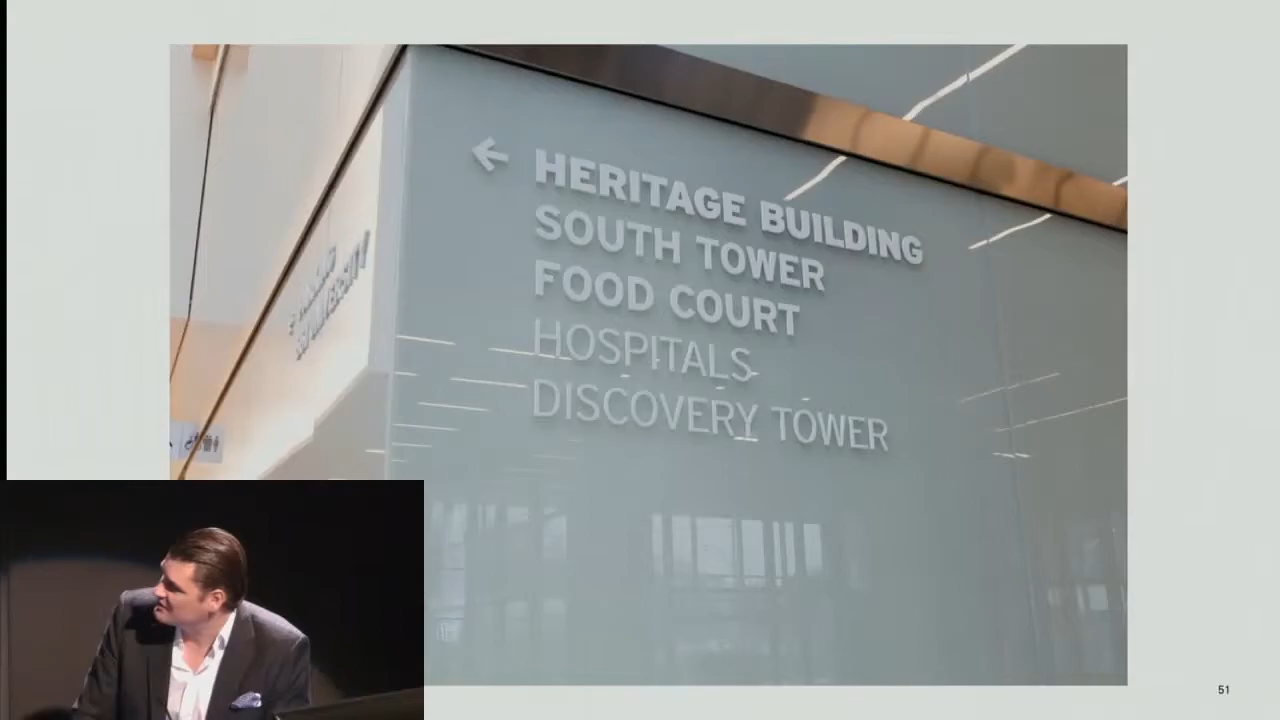 ← HERITAGE BUILDING
SOUTH TOWER
FOOD COURT
HOSPITALS
DISCOVERY TOWER
51